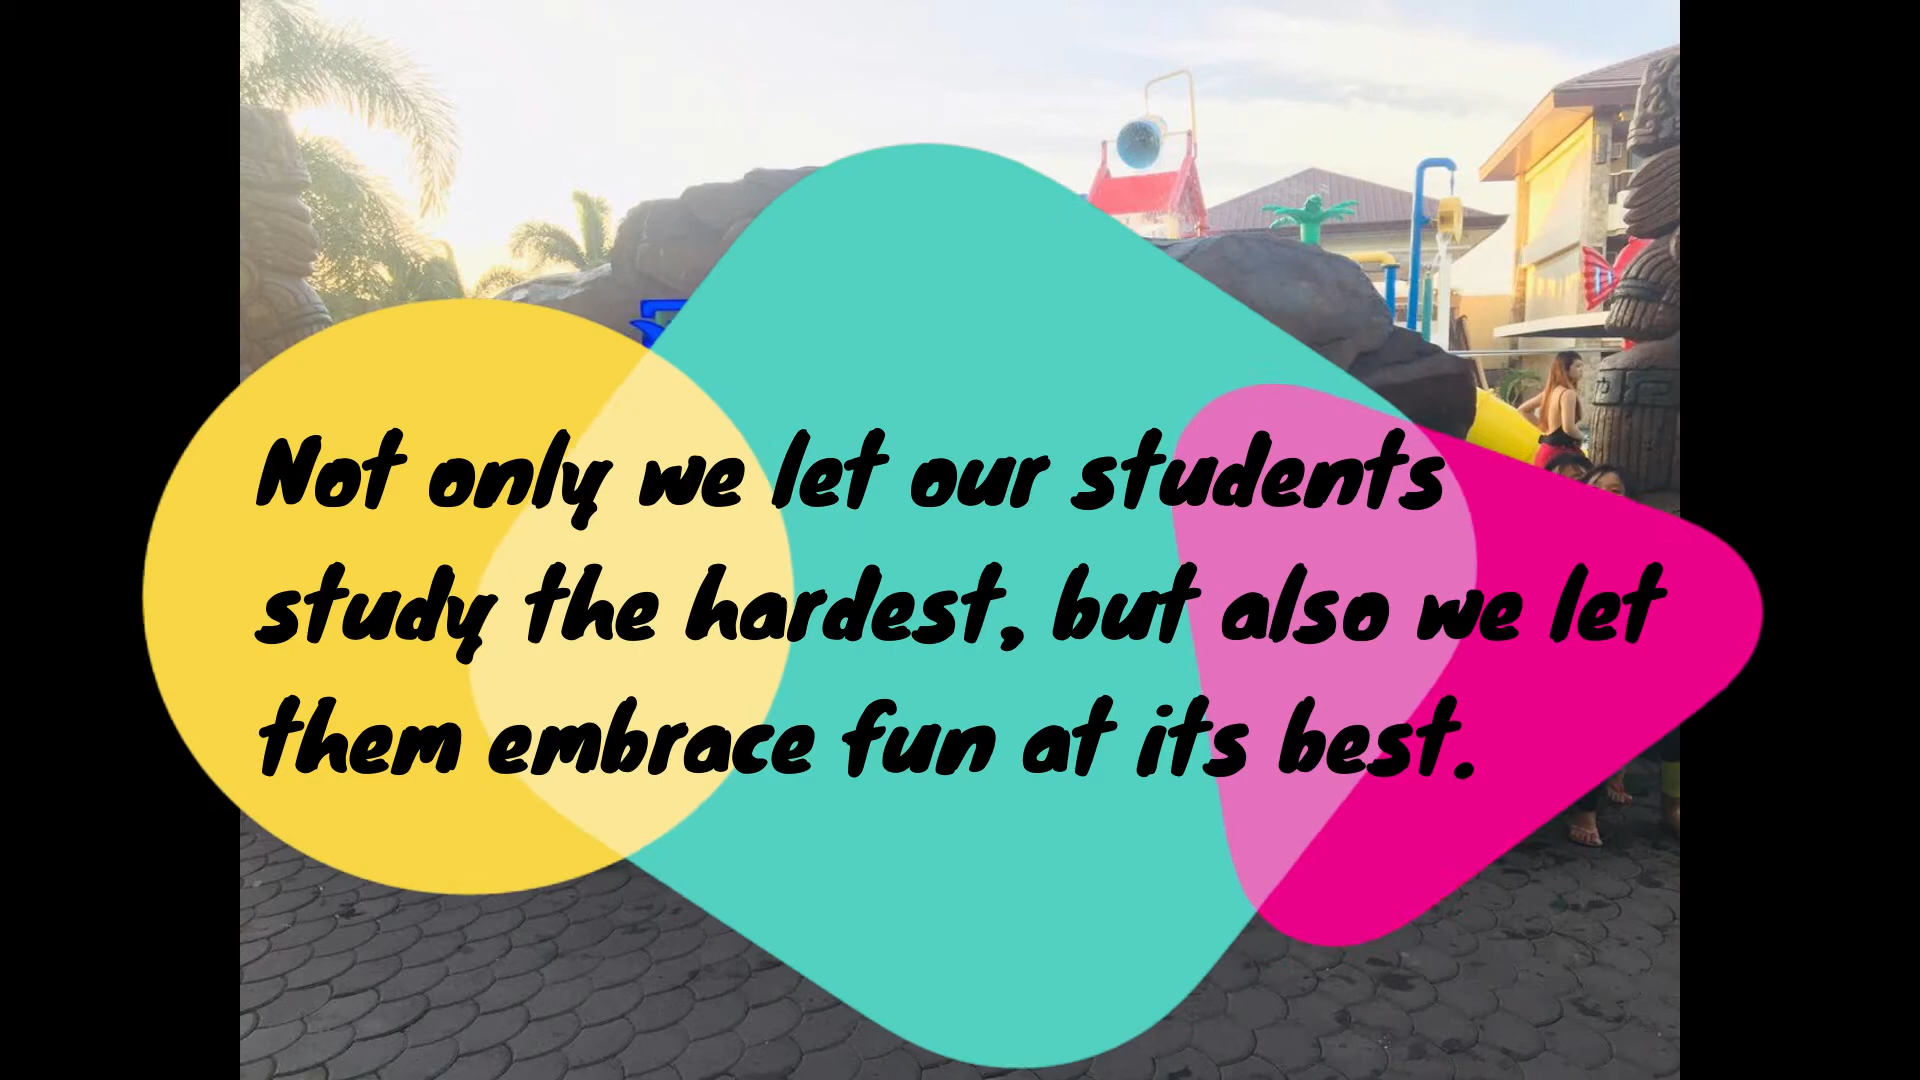 Not only we let our students
study the hardest, but also we let
them embrace fun at its best.